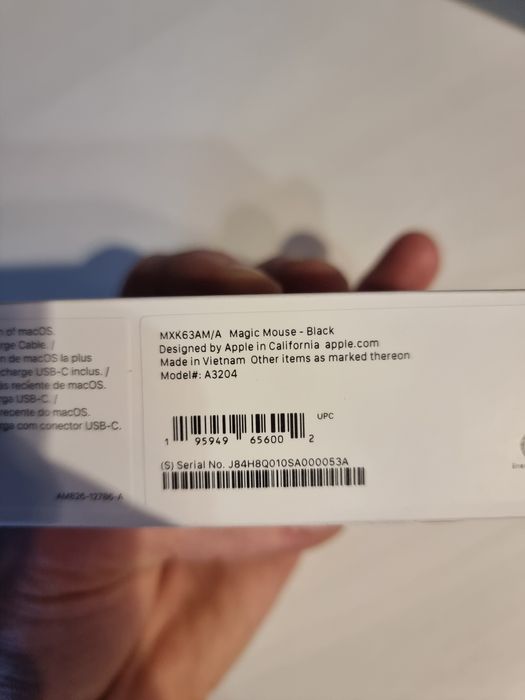 of macOS.
rge Cable. /
n de macOS la plus
charge USB-C inclus. /
ás reciente de macOS.
rga USB-C. /
recente do macOS.
ga com conector USB-C.
AM826-12786-A
MXK63AM/A Magic Mouse - Black
Designed by Apple in California apple.com
Made in Vietnam Other items as marked thereon
Model#: A3204
UPC
1 95949 65600 2
(S) Serial No. J84H8Q010SA000053A